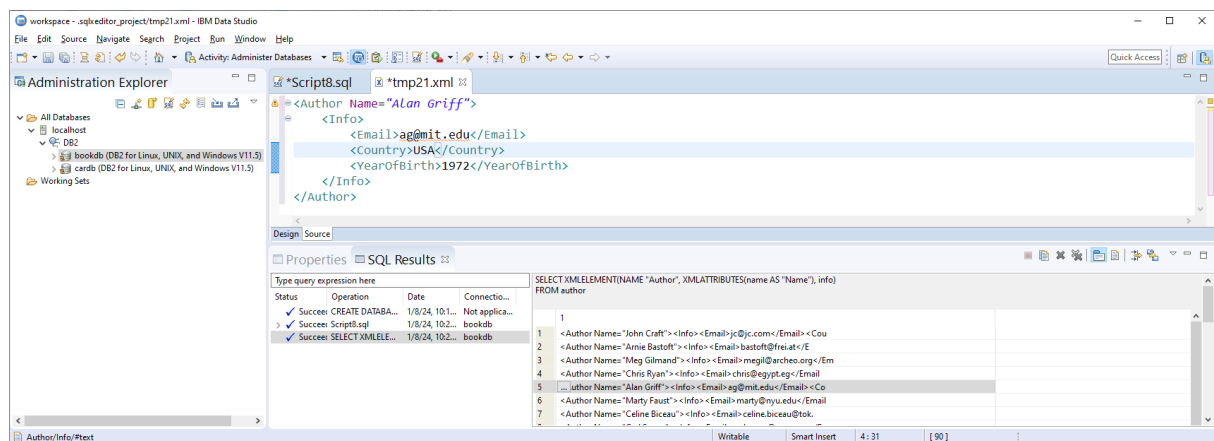 workspace - .sqlxeditor_project/tmp21.xml - IBM Data Studio
File Edit Source Navigate Search Project Run Window Help
Activity: Administer Databases
Quick Access
Administration Explorer
All Databases
localhost
DB2
bookdb (DB2 for Linux, UNIX, and Windows V11.5)
cardb (DB2 for Linux, UNIX, and Windows V11.5)
Working Sets
*Script8.sql *tmp21.xml
<Author Name="Alan Griff">
<Info>
<Email>ag@mit.edu</Email>
<Country>USA</Country>
<YearOfBirth>1972</YearOfBirth>
</Info>
</Author>
Design Source
Properties SQL Results
Type query expression here
Status Operation Date Connectio...
Succee CREATE DATABA... 1/8/24, 10:1... Not applica...
Succee Script8.sql 1/8/24, 10:2... bookdb
Succee SELECT XMLELE... 1/8/24, 10:2... bookdb
SELECT XMLELEMENT(NAME "Author", XMLATTRIBUTES(name AS "Name"), info)
FROM author
1
1 <Author Name="John Craft"><Info><Email>jc@jc.com</Email><Cou
2 <Author Name="Arnie Bastoft"><Info><Email>bastoft@frei.at</E
3 <Author Name="Meg Gilmand"><Info><Email>megil@archeo.org</Em
4 <Author Name="Chris Ryan"><Info><Email>chris@egypt.eg</Email
5 ... uthor Name="Alan Griff"><Info><Email>ag@mit.edu</Email><Co
6 <Author Name="Marty Faust"><Info><Email>marty@nyu.edu</Email
7 <Author Name="Celine Biceau"><Info><Email>celine.biceau@tok.
Author/Info/#text
Writable Smart Insert 4 : 31 [ 90 ]